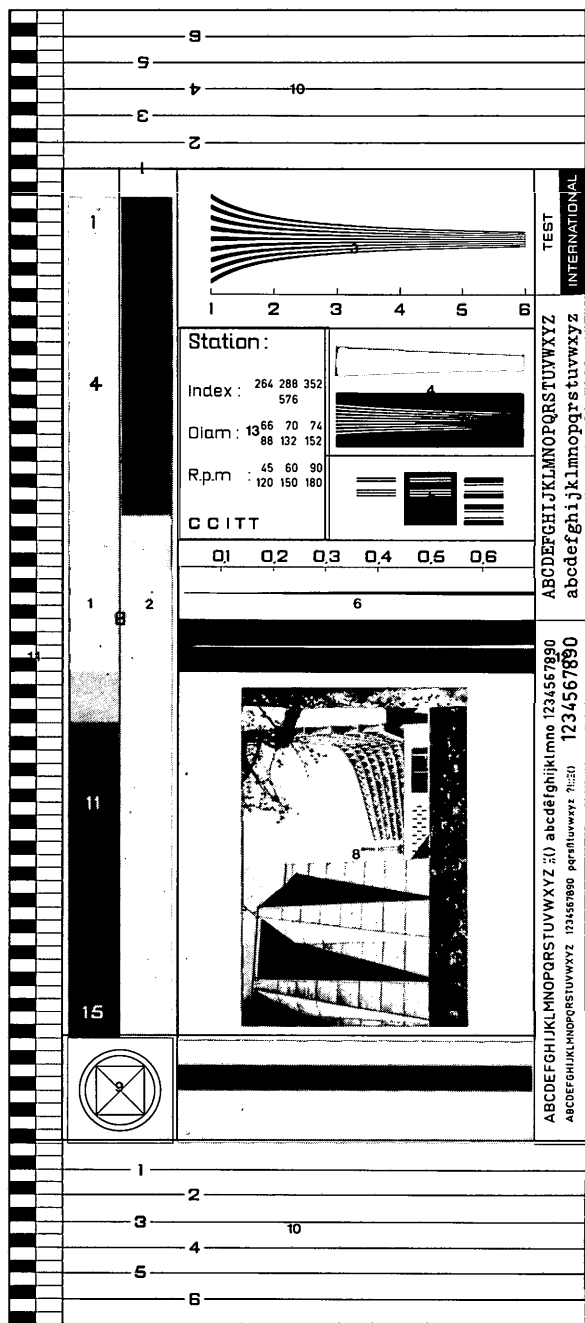 6
5
4 10
3
2
1
TEST
INTERNATIONAL
1
3
1 2 3 4 5 6
Station :
Index : 264 288 352
576
4
4
Diam : 13 66 70 74
88 132 152
R.p.m : 45 60 90
120 150 180
CCITT
ABCDEFGHIJKLMNOPQRSTUVWXYZ
abcdefghijklmnopqrstuvwxyz
0,1 0,2 0,3 0,4 0,5 0,6
1 2 6
8
11
1234567890
ABCDEFGHIJKLMNOPQRSTUVWXYZ
abcdefghijklmno 1234567890
ABCDEFGHIJKLMNOPQRSTUVWXYZ 1234567890
11
8
15
9
1
2
3 10
4
5
6